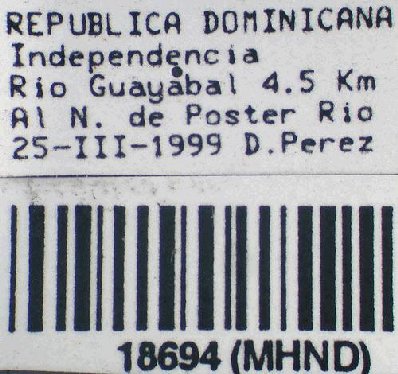 REPUBLICA DOMINICANA
Independencia
Rio Guayabal 4.5 Km
Al N. de Poster Rio
25-III-1999 D.Perez
18694 (MHND)